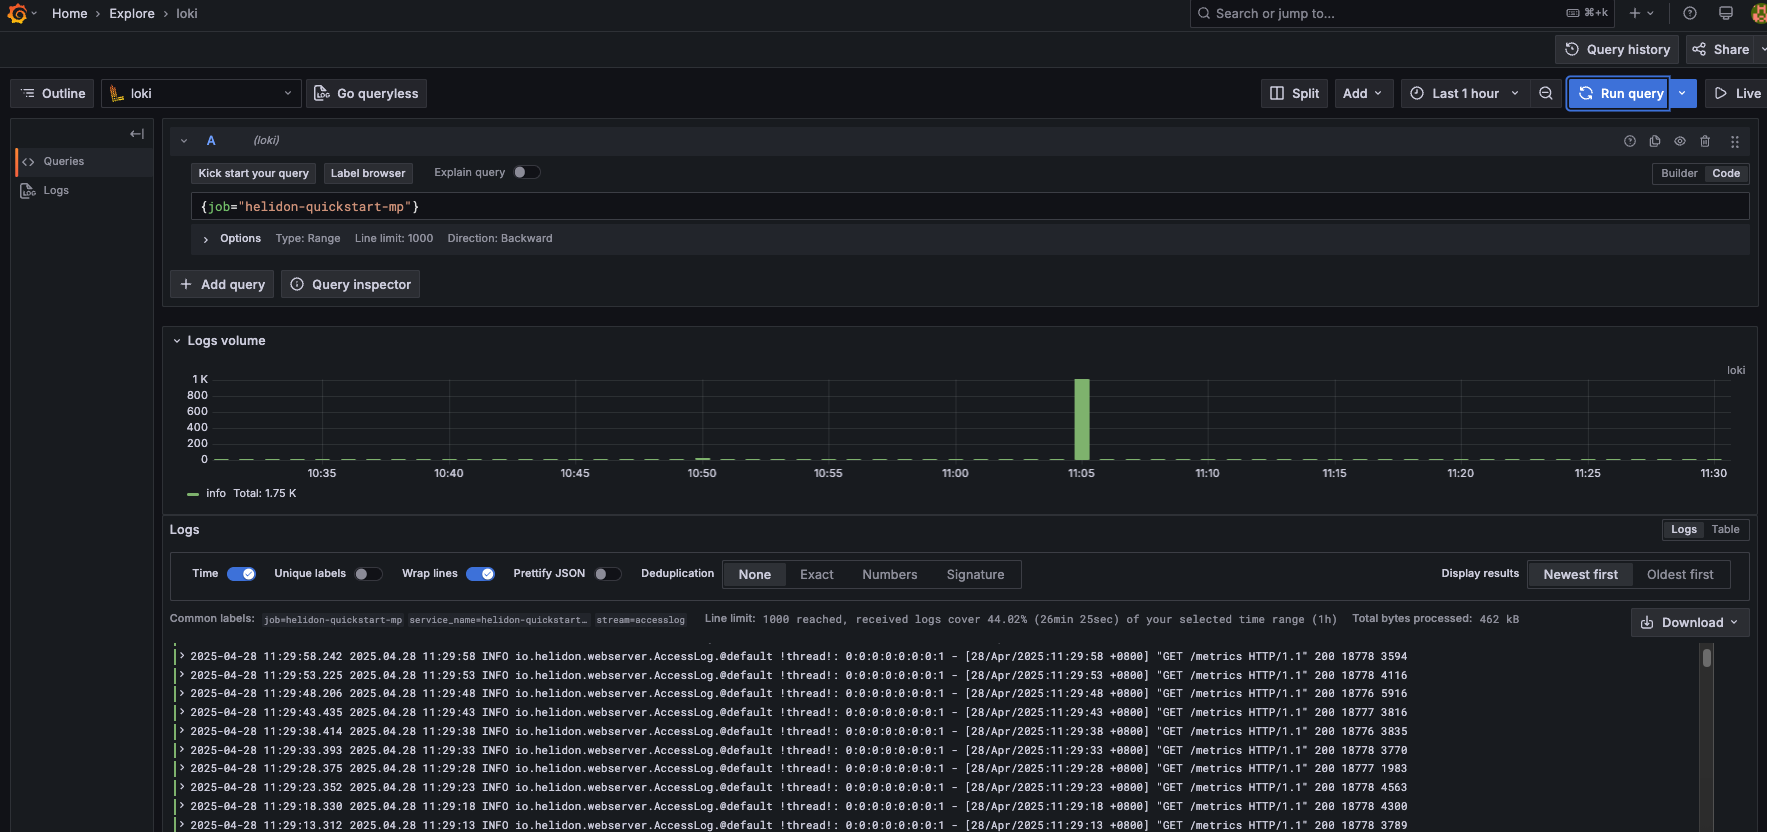 Home › Explore › loki
Search or jump to... ⌘+k
Query history Share
Outline loki Go queryless Split Add Last 1 hour Run query Live
Queries
Logs
A (loki)
Kick start your query Label browser Explain query Builder Code
{job="helidon-quickstart-mp"}
Options Type: Range Line limit: 1000 Direction: Backward
+ Add query Query inspector
Logs volume
loki
1 K
800
600
400
200
0
10:35 10:40 10:45 10:50 10:55 11:00 11:05 11:10 11:15 11:20 11:25 11:30
info Total: 1.75 K
Logs Logs Table
Time Unique labels Wrap lines Prettify JSON Deduplication None Exact Numbers Signature Display results Newest first Oldest first
Common labels: job=helidon-quickstart-mp service_name=helidon-quickstart… stream=accesslog Line limit: 1000 reached, received logs cover 44.02% (26min 25sec) of your selected time range (1h) Total bytes processed: 462 kB Download
2025-04-28 11:29:58.242 2025.04.28 11:29:58 INFO io.helidon.webserver.AccessLog.@default !thread!: 0:0:0:0:0:0:0:1 - [28/Apr/2025:11:29:58 +0800] "GET /metrics HTTP/1.1" 200 18778 3594
2025-04-28 11:29:53.225 2025.04.28 11:29:53 INFO io.helidon.webserver.AccessLog.@default !thread!: 0:0:0:0:0:0:0:1 - [28/Apr/2025:11:29:53 +0800] "GET /metrics HTTP/1.1" 200 18778 4116
2025-04-28 11:29:48.206 2025.04.28 11:29:48 INFO io.helidon.webserver.AccessLog.@default !thread!: 0:0:0:0:0:0:0:1 - [28/Apr/2025:11:29:48 +0800] "GET /metrics HTTP/1.1" 200 18776 5916
2025-04-28 11:29:43.435 2025.04.28 11:29:43 INFO io.helidon.webserver.AccessLog.@default !thread!: 0:0:0:0:0:0:0:1 - [28/Apr/2025:11:29:43 +0800] "GET /metrics HTTP/1.1" 200 18777 3816
2025-04-28 11:29:38.414 2025.04.28 11:29:38 INFO io.helidon.webserver.AccessLog.@default !thread!: 0:0:0:0:0:0:0:1 - [28/Apr/2025:11:29:38 +0800] "GET /metrics HTTP/1.1" 200 18776 3835
2025-04-28 11:29:33.393 2025.04.28 11:29:33 INFO io.helidon.webserver.AccessLog.@default !thread!: 0:0:0:0:0:0:0:1 - [28/Apr/2025:11:29:33 +0800] "GET /metrics HTTP/1.1" 200 18778 3770
2025-04-28 11:29:28.375 2025.04.28 11:29:28 INFO io.helidon.webserver.AccessLog.@default !thread!: 0:0:0:0:0:0:0:1 - [28/Apr/2025:11:29:28 +0800] "GET /metrics HTTP/1.1" 200 18777 1983
2025-04-28 11:29:23.352 2025.04.28 11:29:23 INFO io.helidon.webserver.AccessLog.@default !thread!: 0:0:0:0:0:0:0:1 - [28/Apr/2025:11:29:23 +0800] "GET /metrics HTTP/1.1" 200 18778 4563
2025-04-28 11:29:18.330 2025.04.28 11:29:18 INFO io.helidon.webserver.AccessLog.@default !thread!: 0:0:0:0:0:0:0:1 - [28/Apr/2025:11:29:18 +0800] "GET /metrics HTTP/1.1" 200 18778 4300
2025-04-28 11:29:13.312 2025.04.28 11:29:13 INFO io.helidon.webserver.AccessLog.@default !thread!: 0:0:0:0:0:0:0:1 - [28/Apr/2025:11:29:13 +0800] "GET /metrics HTTP/1.1" 200 18778 3789